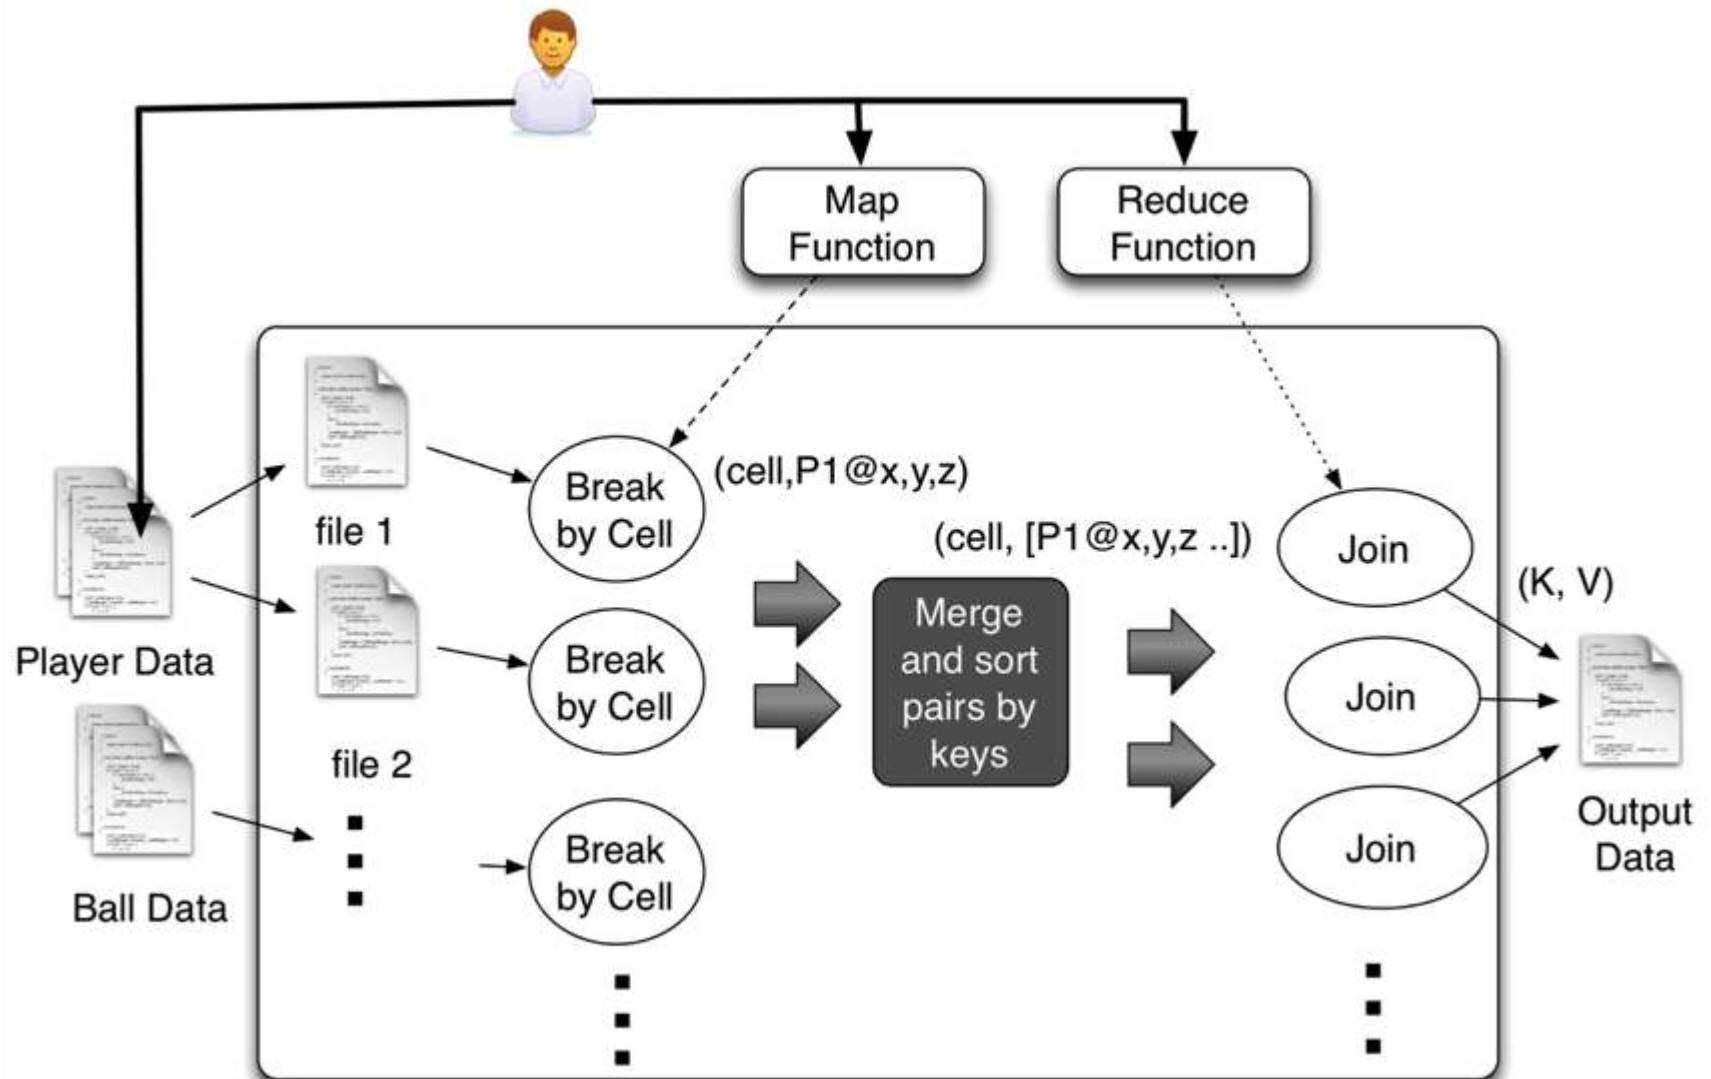 Map
Function
Reduce
Function
file 1
Player Data
file 2
Ball Data
Break
by Cell
(cell,P1@x,y,z)
Break
by Cell
Break
by Cell
(cell, [P1@x,y,z ..])
Merge
and sort
pairs by
keys
Join
Join
Join
(K, V)
Output
Data